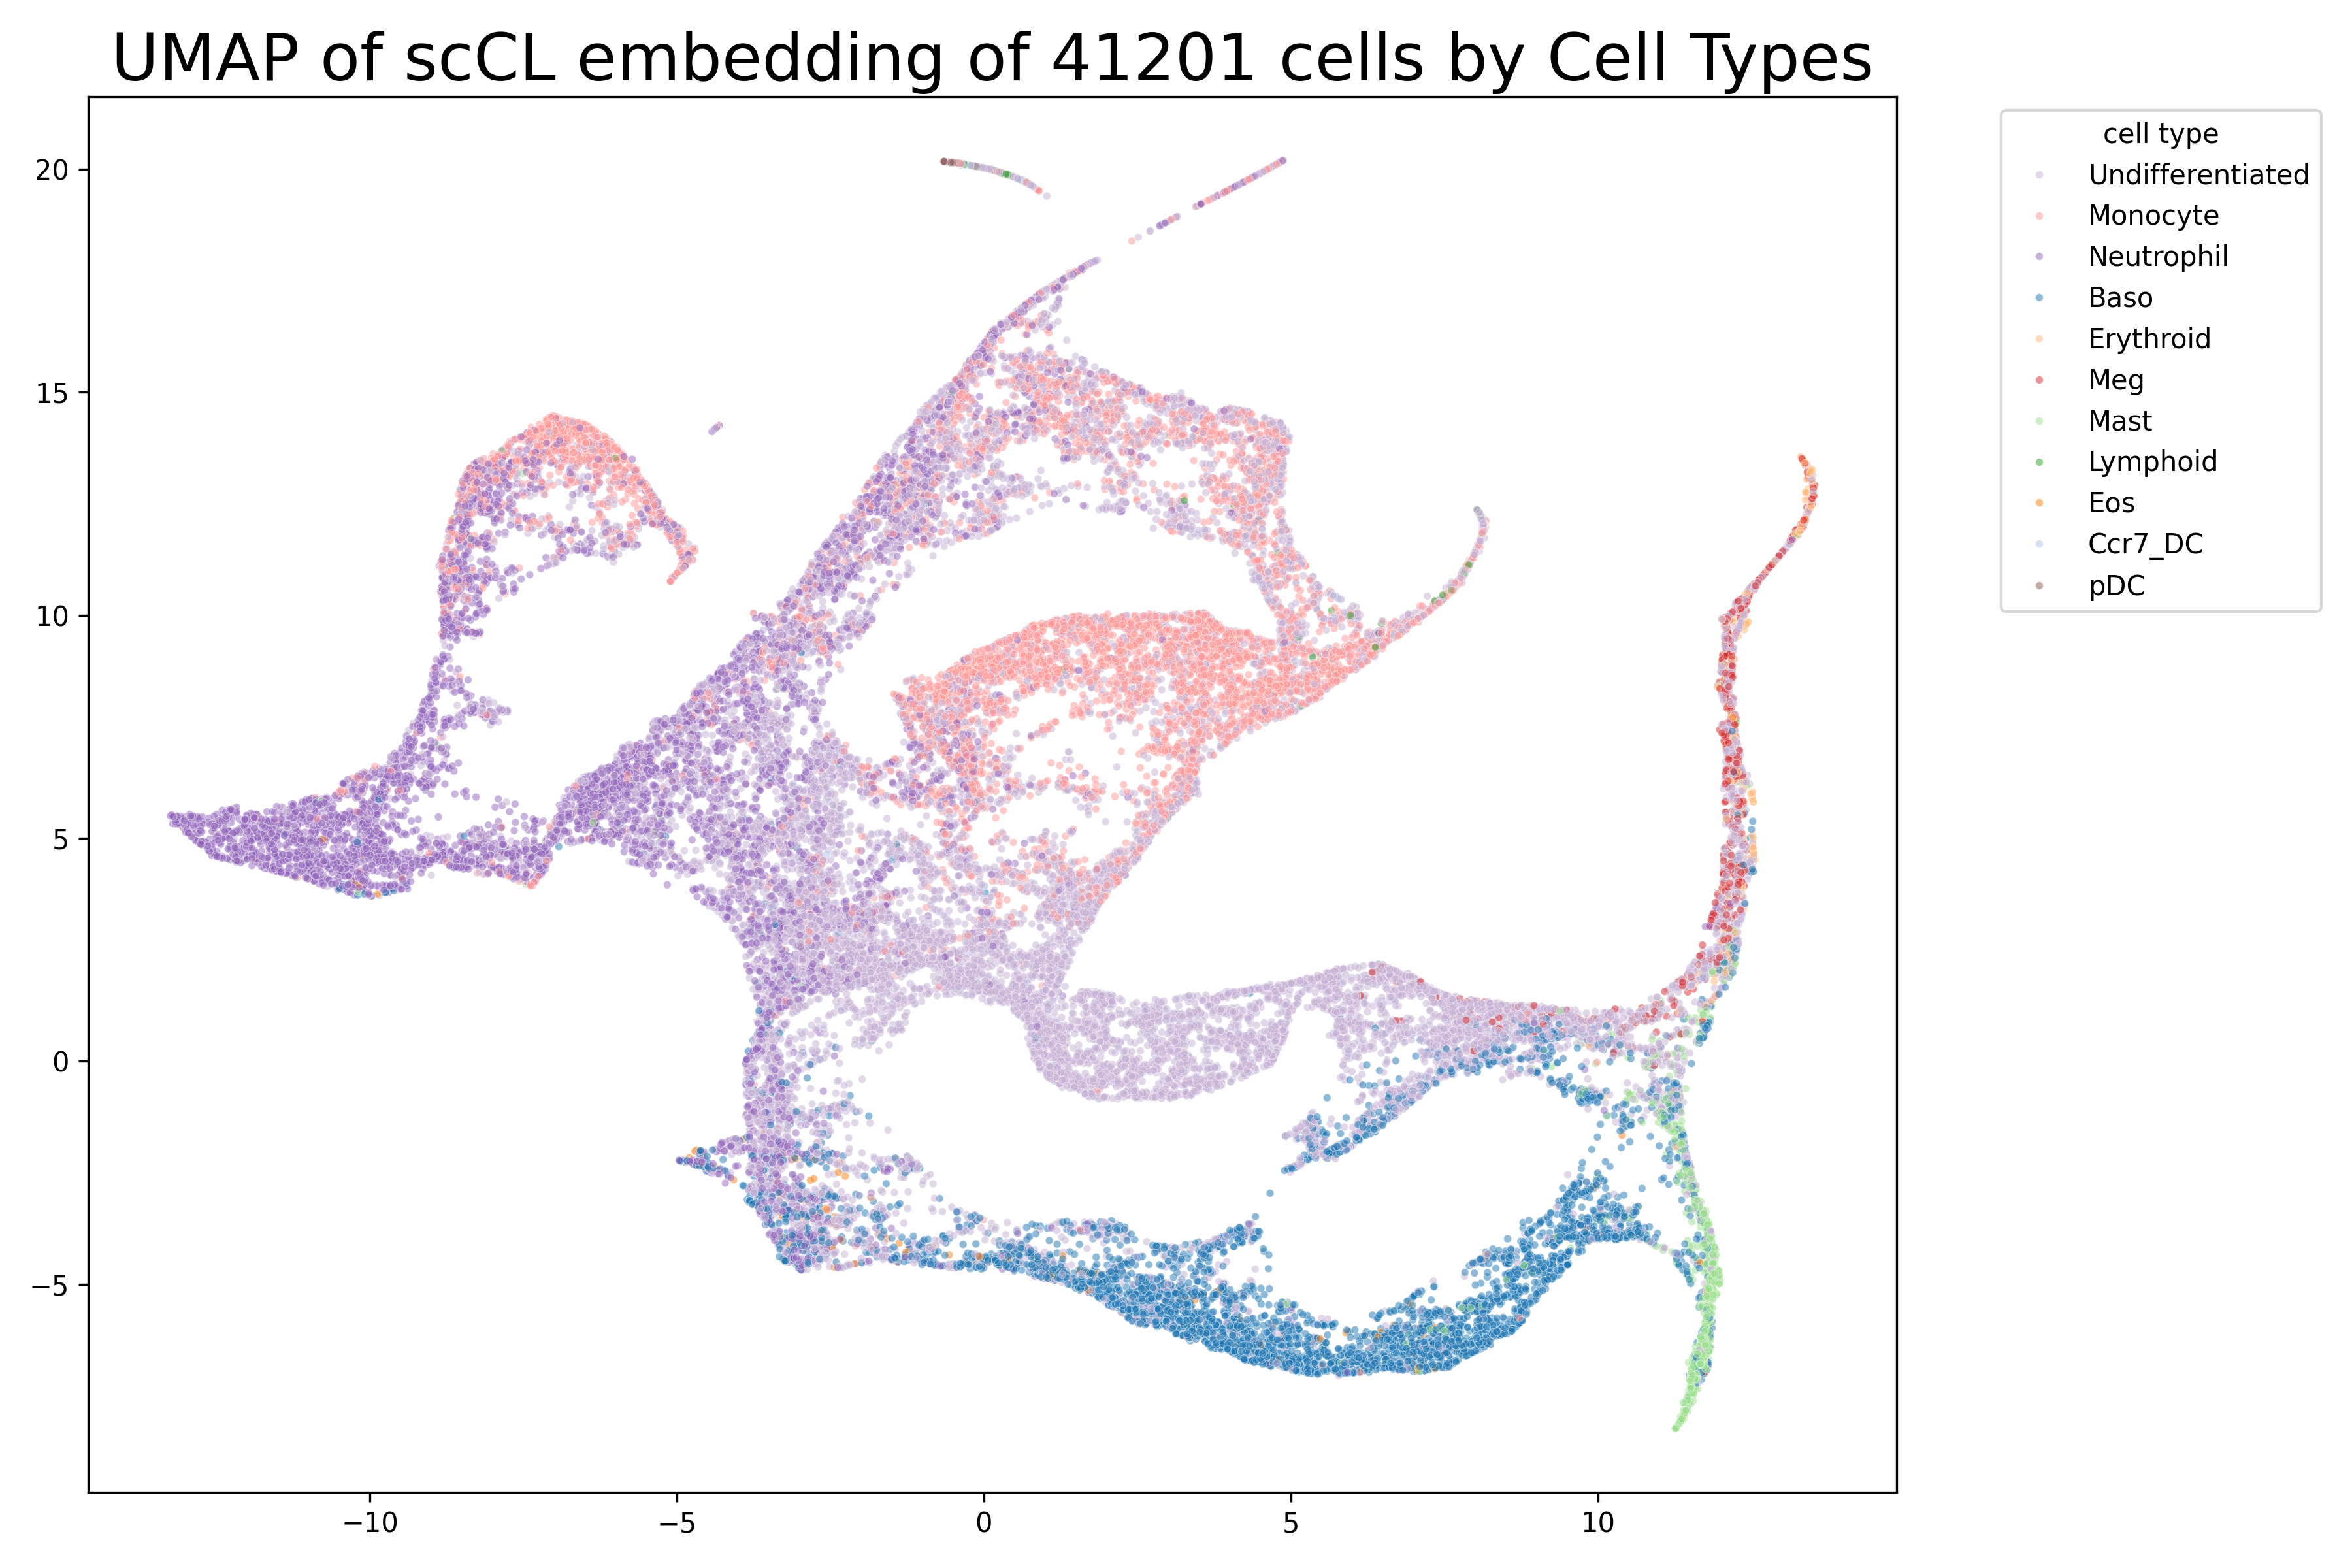 UMAP of scCL embedding of 41201 cells by Cell Types
20
15
10
5
0
−5
−10
−5
0
5
10
cell type
Undifferentiated
Monocyte
Neutrophil
Baso
Erythroid
Meg
Mast
Lymphoid
Eos
Ccr7_DC
pDC